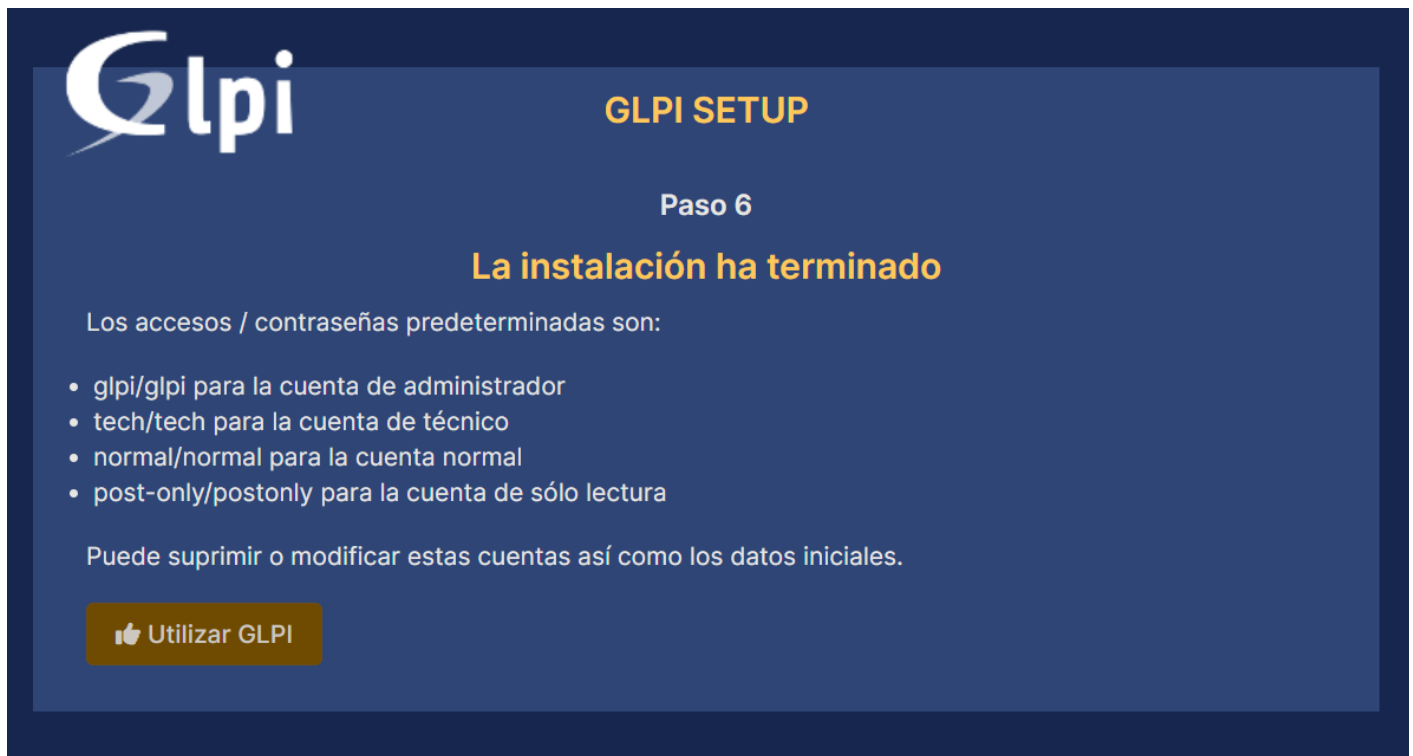 Glpi
GLPI SETUP
Paso 6
La instalación ha terminado
Los accesos / contraseñas predeterminadas son:
• glpi/glpi para la cuenta de administrador
• tech/tech para la cuenta de técnico
• normal/normal para la cuenta normal
• post-only/postonly para la cuenta de sólo lectura
Puede suprimir o modificar estas cuentas así como los datos iniciales.
Utilizar GLPI